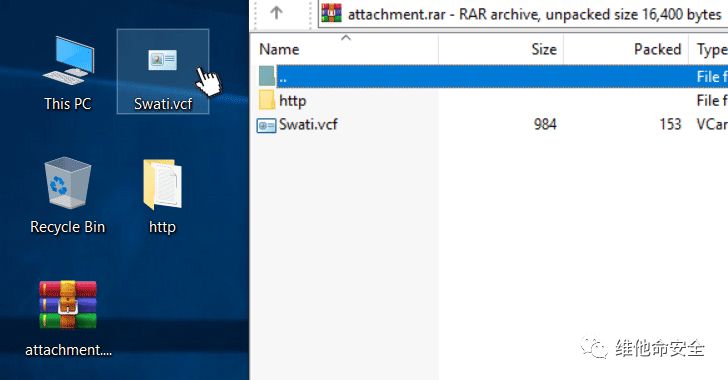 This PC
Swati.vcf
Recycle Bin
http
attachment....
attachment.rar - RAR archive, unpacked size 16,400 bytes
Name Size Packed Type
.. File f
http File f
Swati.vcf 984 153 VCar
维他命安全